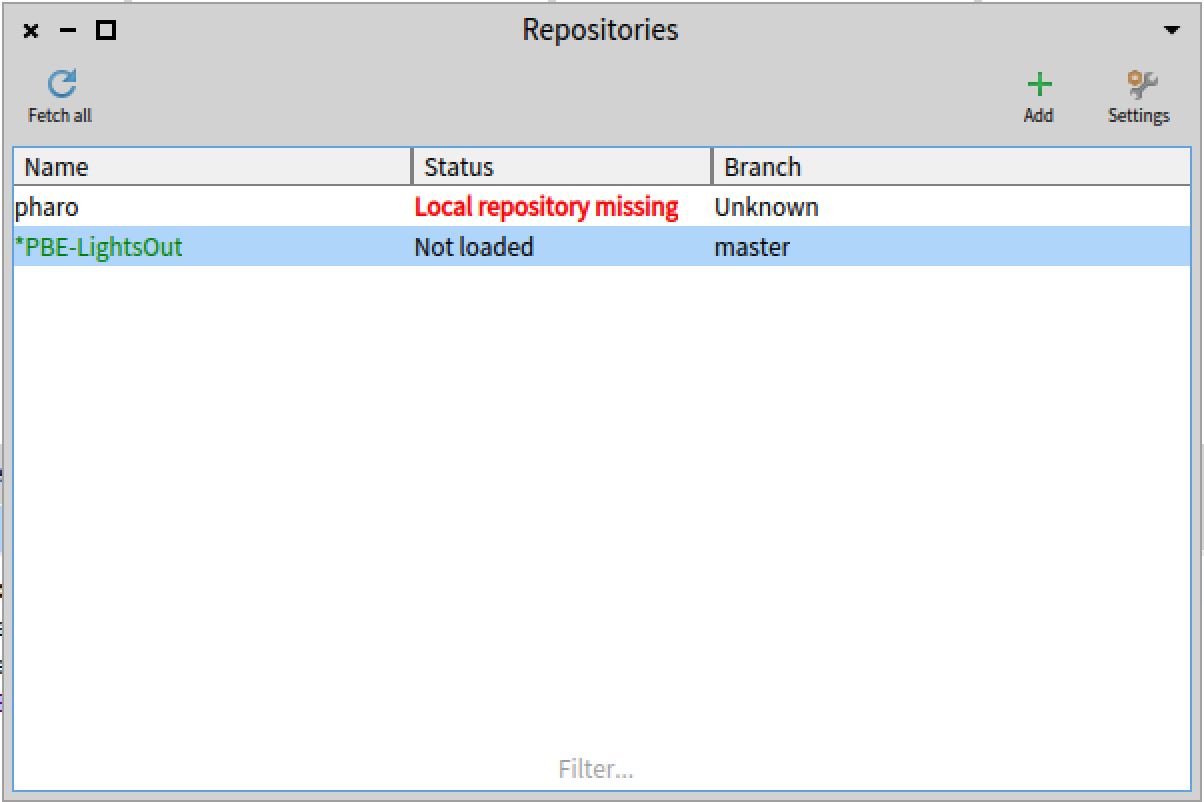 Repositories
Fetch all
Add
Settings
Name Status Branch
pharo Local repository missing Unknown
*PBE-LightsOut Not loaded master
Filter...